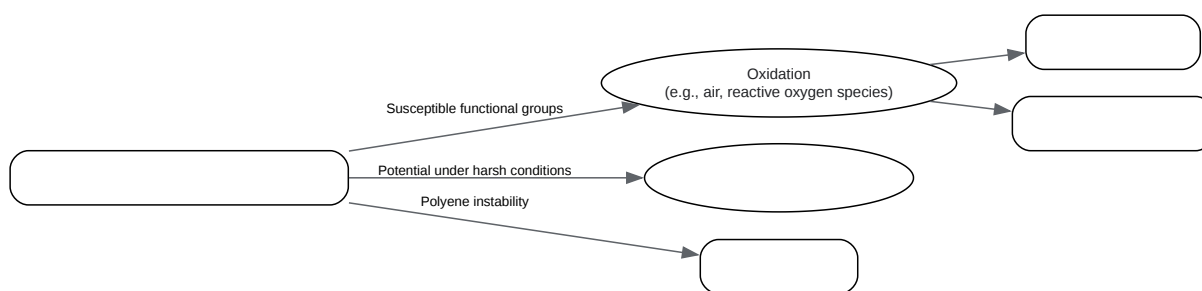 Oxidation
(e.g., air, reactive oxygen species)
Susceptible functional groups
Potential under harsh conditions
Polyene instability